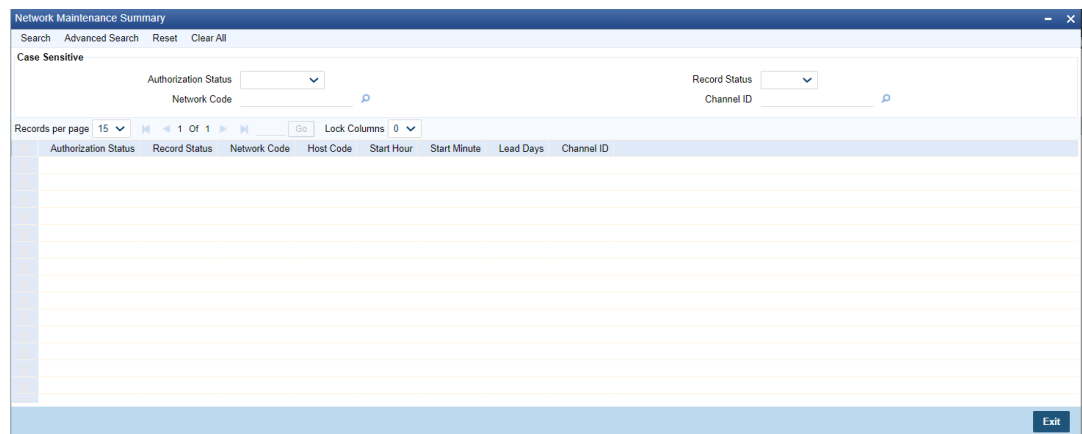 Network Maintenance Summary
Search Advanced Search Reset Clear All
Case Sensitive
Authorization Status Record Status
Network Code Channel ID
Records per page 15 1 Of 1 Go Lock Columns 0
Authorization Status Record Status Network Code Host Code Start Hour Start Minute Lead Days Channel ID
Exit